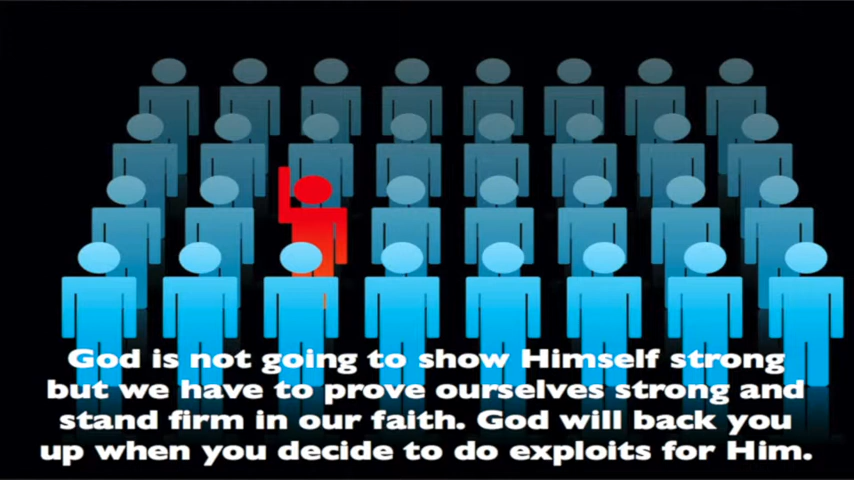 God is not going to show Himself strong
but we have to prove ourselves strong and
stand firm in our faith. God will back you
up when you decide to do exploits for Him.